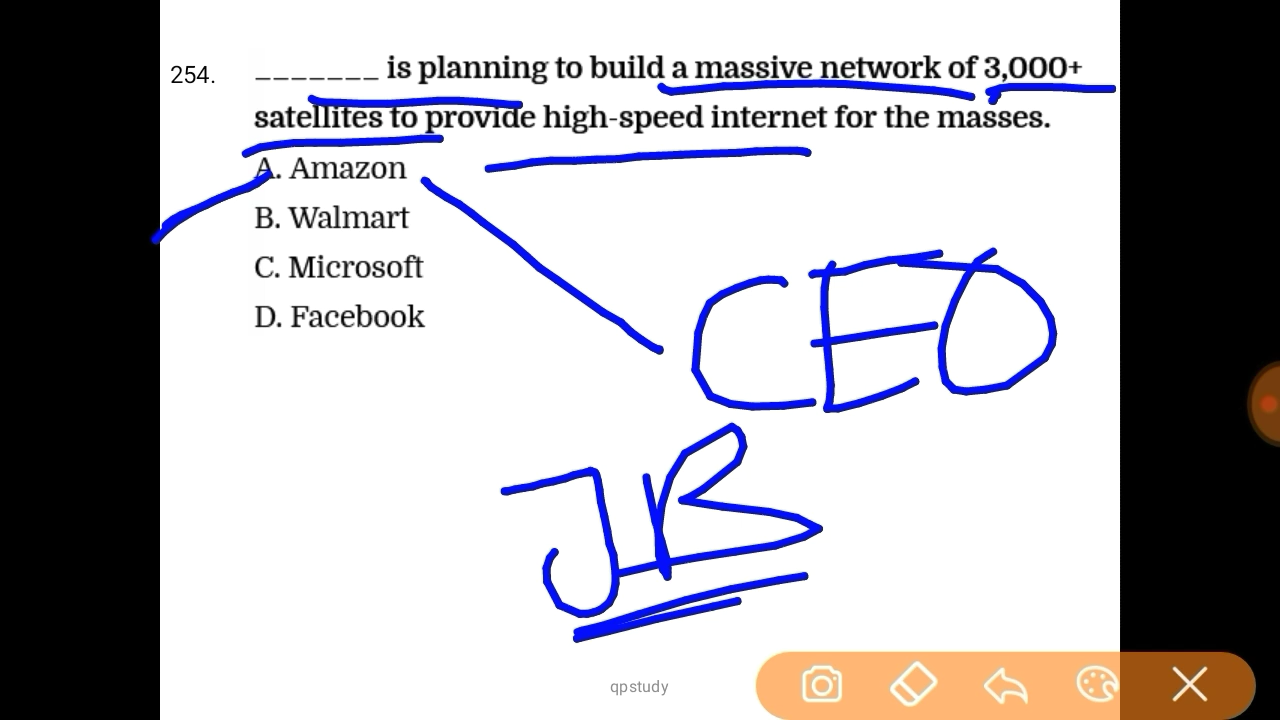 254. _______ is planning to build a massive network of 3,000+
satellites to provide high-speed internet for the masses.
A. Amazon
B. Walmart
C. Microsoft
D. Facebook
CEO
JB
qpstudy